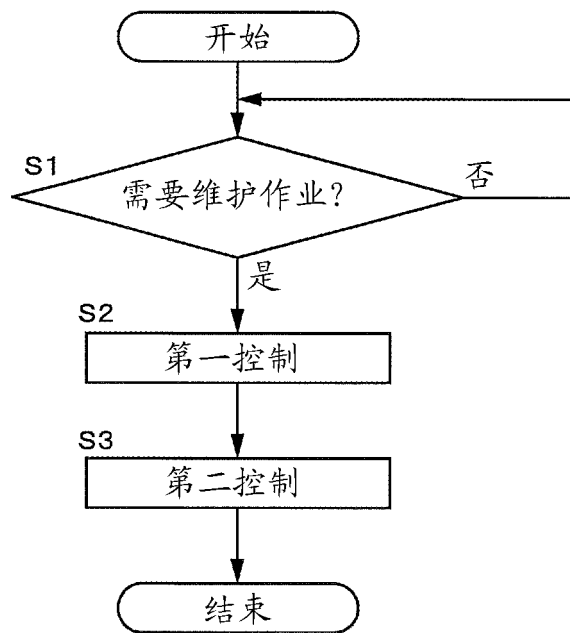 开始
S1
需要维护作业?
否
是
S2
第一控制
S3
第二控制
结束